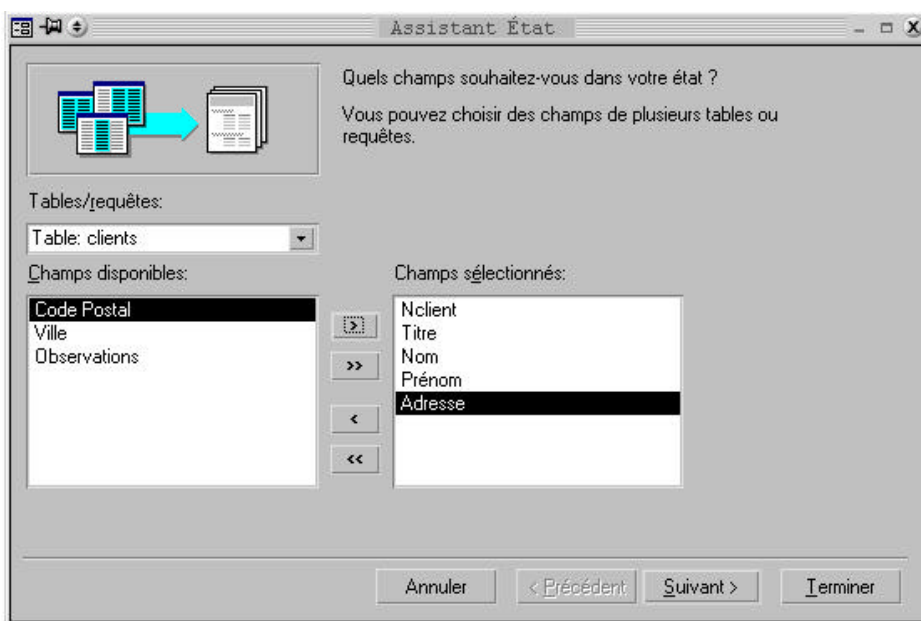 Assistant État
Quels champs souhaitez-vous dans votre état ?
Vous pouvez choisir des champs de plusieurs tables ou
requêtes.
Tables/requêtes:
Table: clients
Champs disponibles:
Code Postal
Ville
Observations
>
>>
<
<<
Champs sélectionnés:
Nclient
Titre
Nom
Prénom
Adresse
Annuler
< Précédent
Suivant >
Terminer